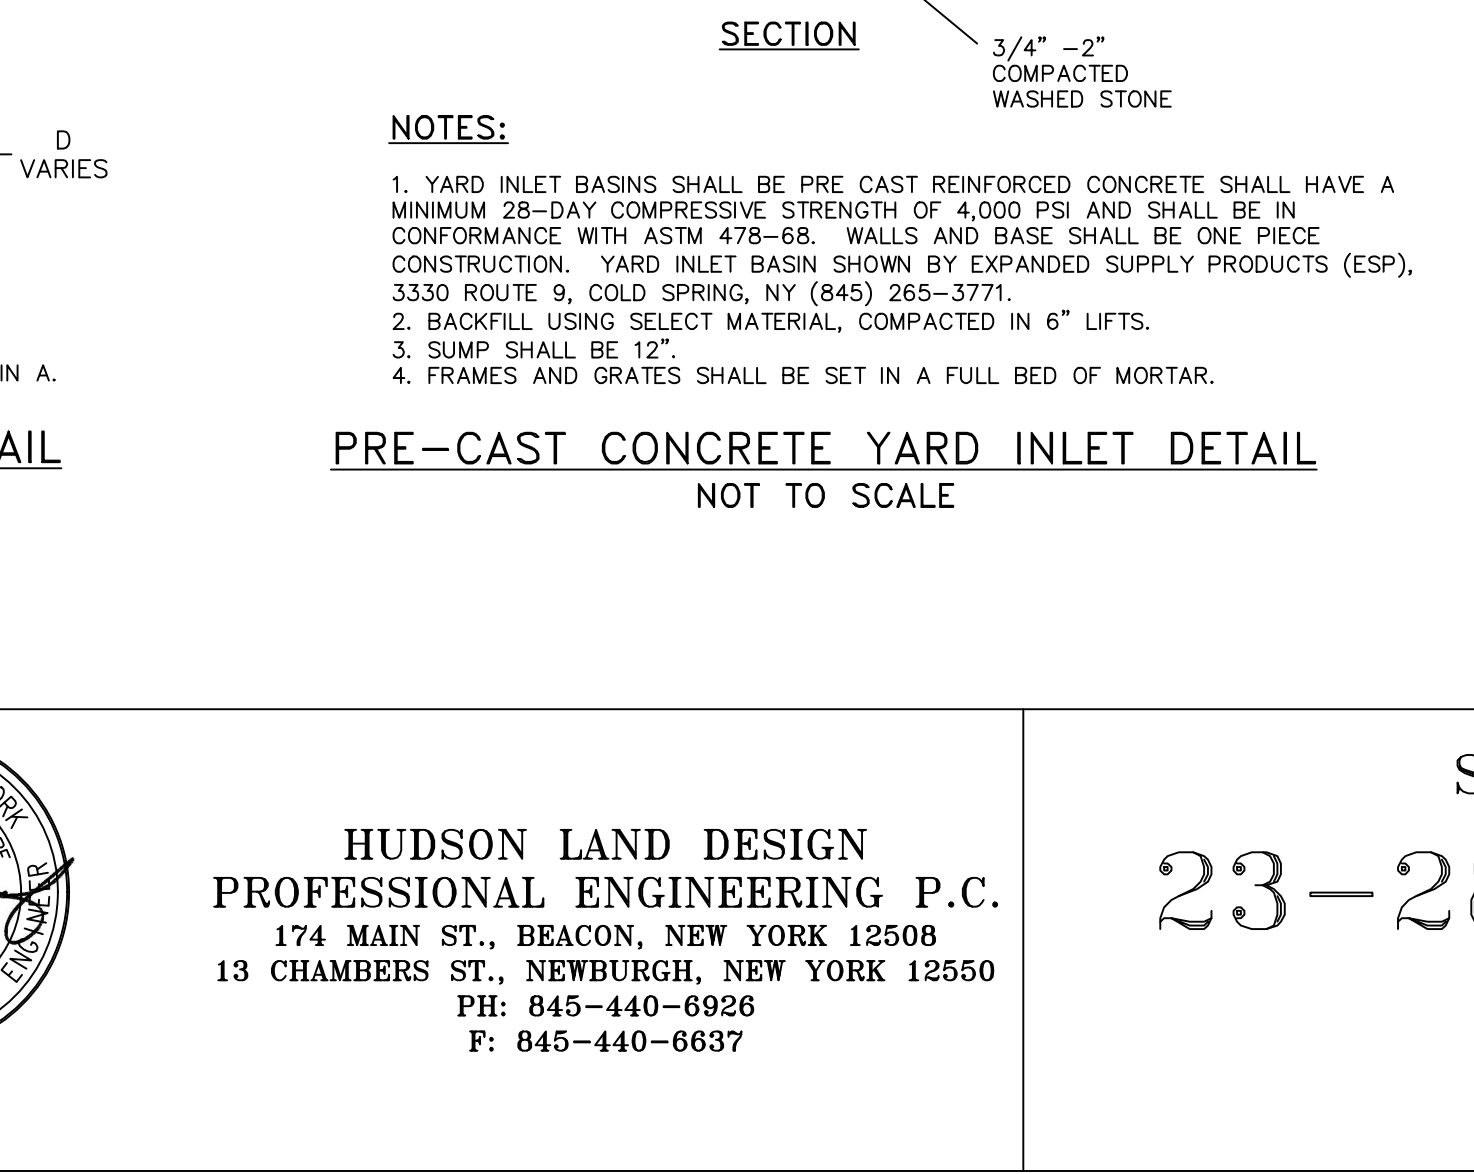 SECTION
3/4” –2”
COMPACTED
WASHED STONE
D
VARIES
NOTES:
1. YARD INLET BASINS SHALL BE PRE CAST REINFORCED CONCRETE SHALL HAVE A
MINIMUM 28–DAY COMPRESSIVE STRENGTH OF 4,000 PSI AND SHALL BE IN
CONFORMANCE WITH ASTM 478–68. WALLS AND BASE SHALL BE ONE PIECE
CONSTRUCTION. YARD INLET BASIN SHOWN BY EXPANDED SUPPLY PRODUCTS (ESP),
3330 ROUTE 9, COLD SPRING, NY (845) 265–3771.
2. BACKFILL USING SELECT MATERIAL, COMPACTED IN 6” LIFTS.
3. SUMP SHALL BE 12”.
4. FRAMES AND GRATES SHALL BE SET IN A FULL BED OF MORTAR.
IN A.
AIL
PRE–CAST CONCRETE YARD INLET DETAIL
NOT TO SCALE
ENGINEER
HUDSON LAND DESIGN
PROFESSIONAL ENGINEERING P.C.
174 MAIN ST., BEACON, NEW YORK 12508
13 CHAMBERS ST., NEWBURGH, NEW YORK 12550
PH: 845–440–6926
F: 845–440–6637
S
23–28